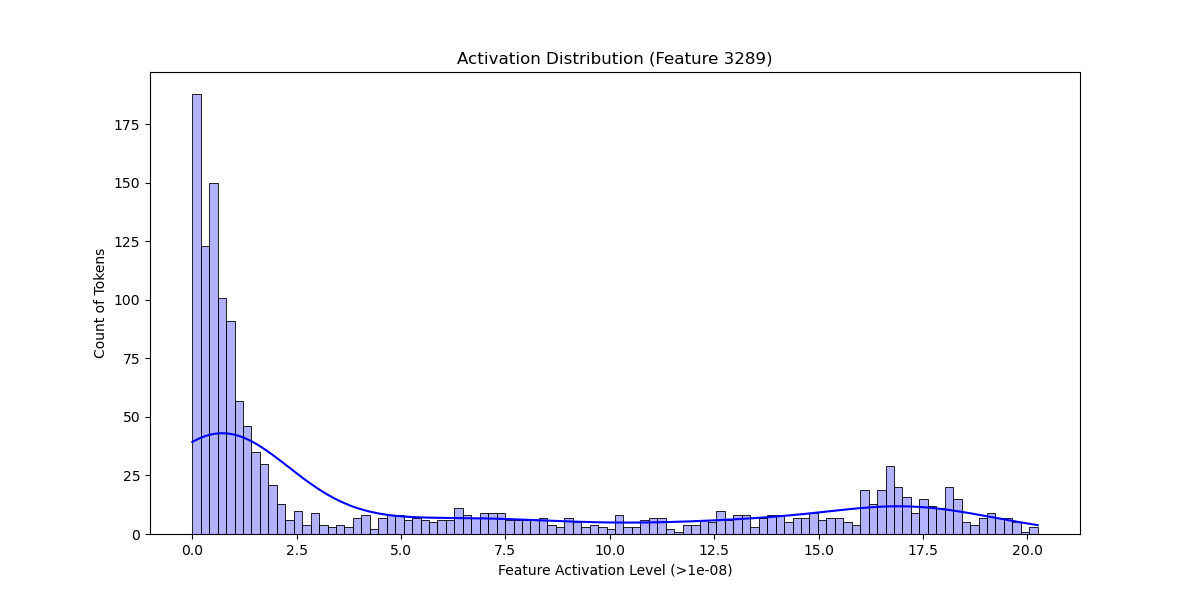 Activation Distribution (Feature 3289)
Count of Tokens
175
150
125
100
75
50
25
0
0.0 2.5 5.0 7.5 10.0 12.5 15.0 17.5 20.0
Feature Activation Level (>1e-08)